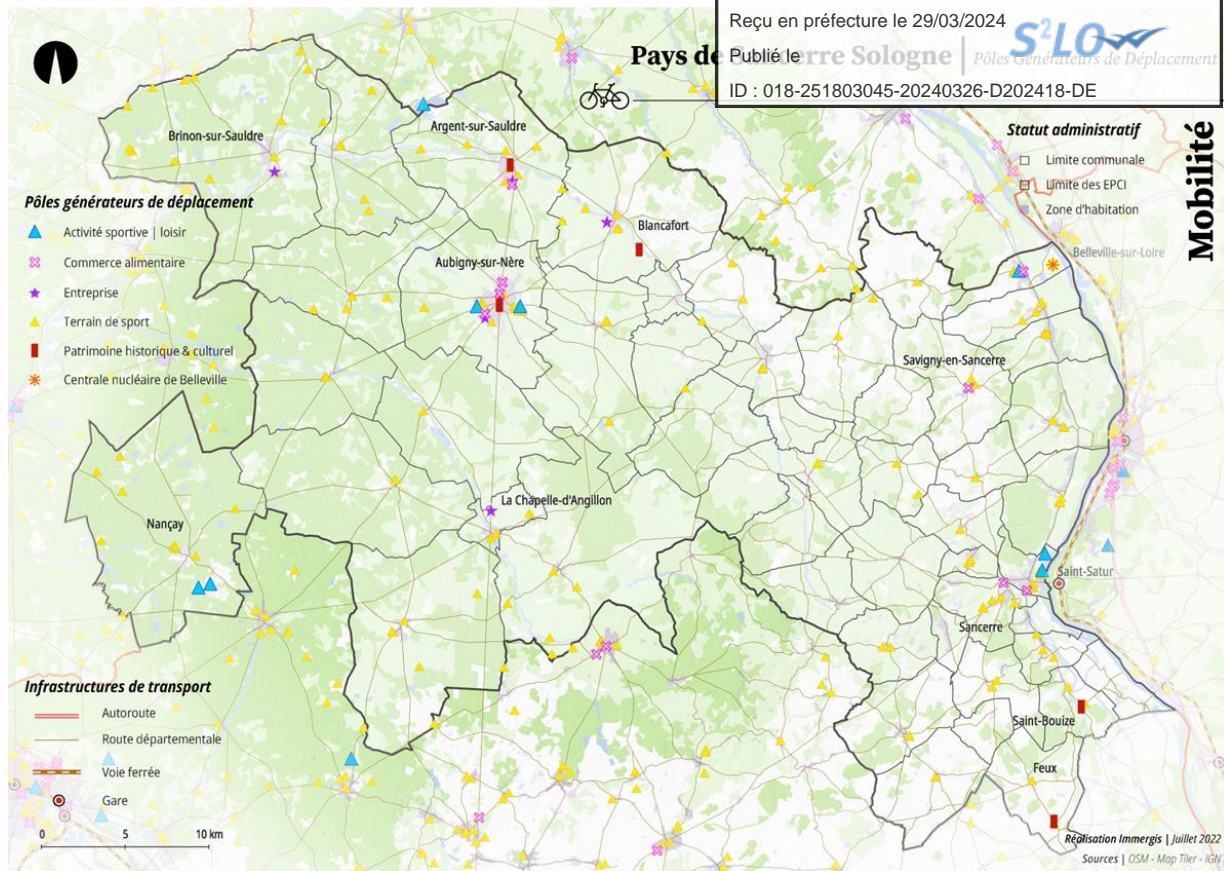 Reçu en préfecture le 29/03/2024
Publié le
ID : 018-251803045-20240326-D202418-DE
S²LO
Pays de Sancerre Sologne | Pôles Générateurs de Déplacement
Mobilité
Statut administratif
Limite communale
Limite des EPCI
Zone d'habitation
Pôles générateurs de déplacement
Activité sportive | loisir
Commerce alimentaire
Entreprise
Terrain de sport
Patrimoine historique & culturel
Centrale nucléaire de Belleville
Brinon-sur-Sauldre
Argent-sur-Sauldre
Blancafort
Aubigny-sur-Nère
Belleville-sur-Loire
Savigny-en-Sancerre
La Chapelle-d'Angillon
Nançay
Saint-Satur
Sancerre
Saint-Bouize
Feux
Infrastructures de transport
Autoroute
Route départementale
Voie ferrée
Gare
0 5 10 km
Réalisation Immergis | Juillet 2022
Sources | OSM - Map Tiler - IGN